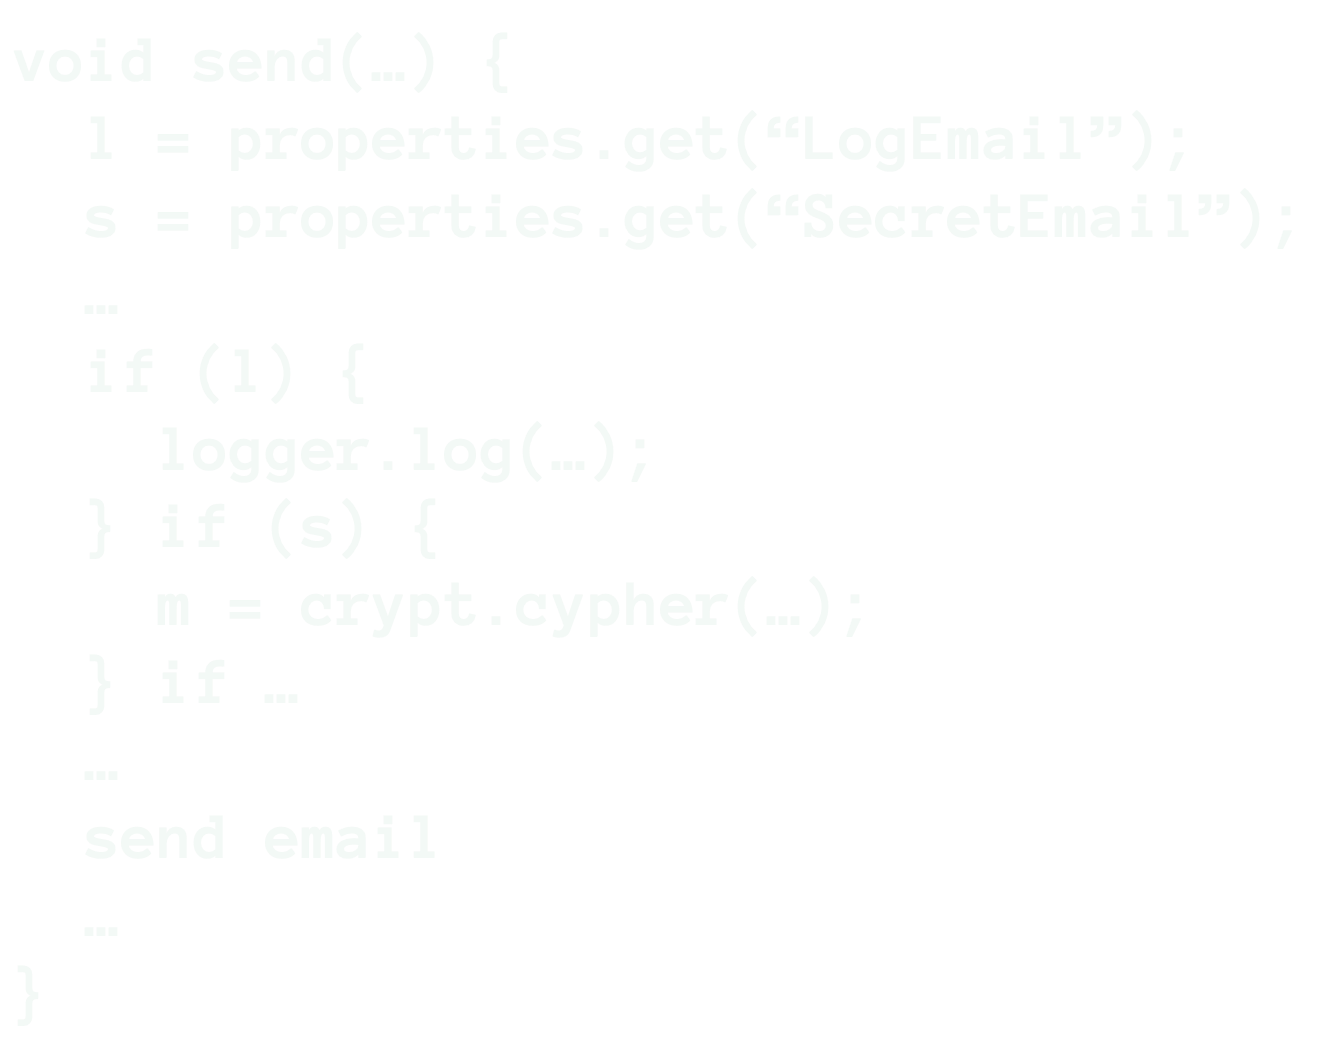 void send(…) {
  l = properties.get(“LogEmail”);
  s = properties.get(“SecretEmail”);
  …
  if (l) {
    logger.log(…);
  } if (s) {
    m = crypt.cypher(…);
  } if …
  …
  send email
  …
}